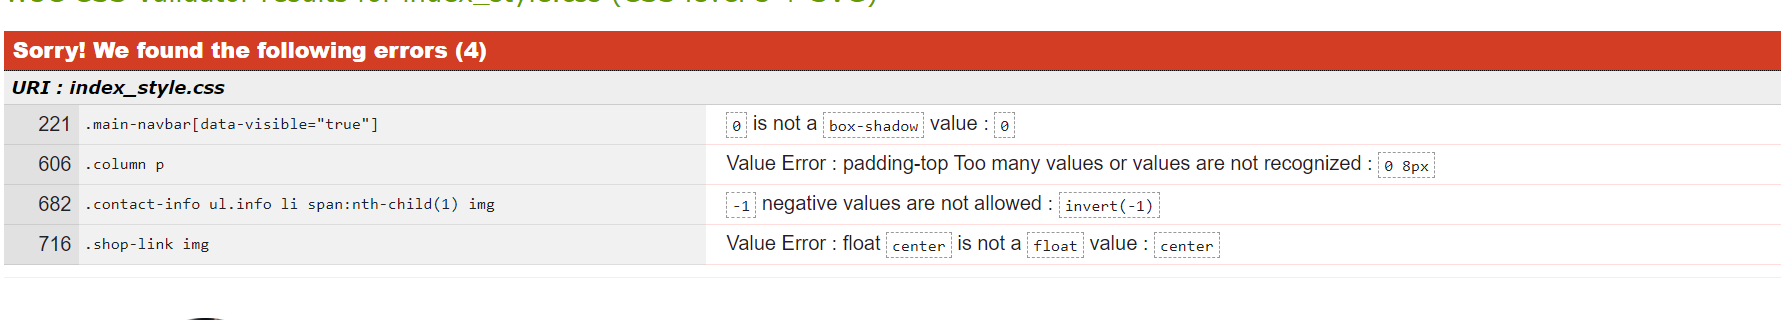 Sorry! We found the following errors (4)
URI : index_style.css
221 .main-navbar[data-visible="true"] 0 is not a box-shadow value : 0
606 .column p Value Error : padding-top Too many values or values are not recognized : 0 8px
682 .contact-info ul.info li span:nth-child(1) img -1 negative values are not allowed : invert(-1)
716 .shop-link img Value Error : float center is not a float value : center